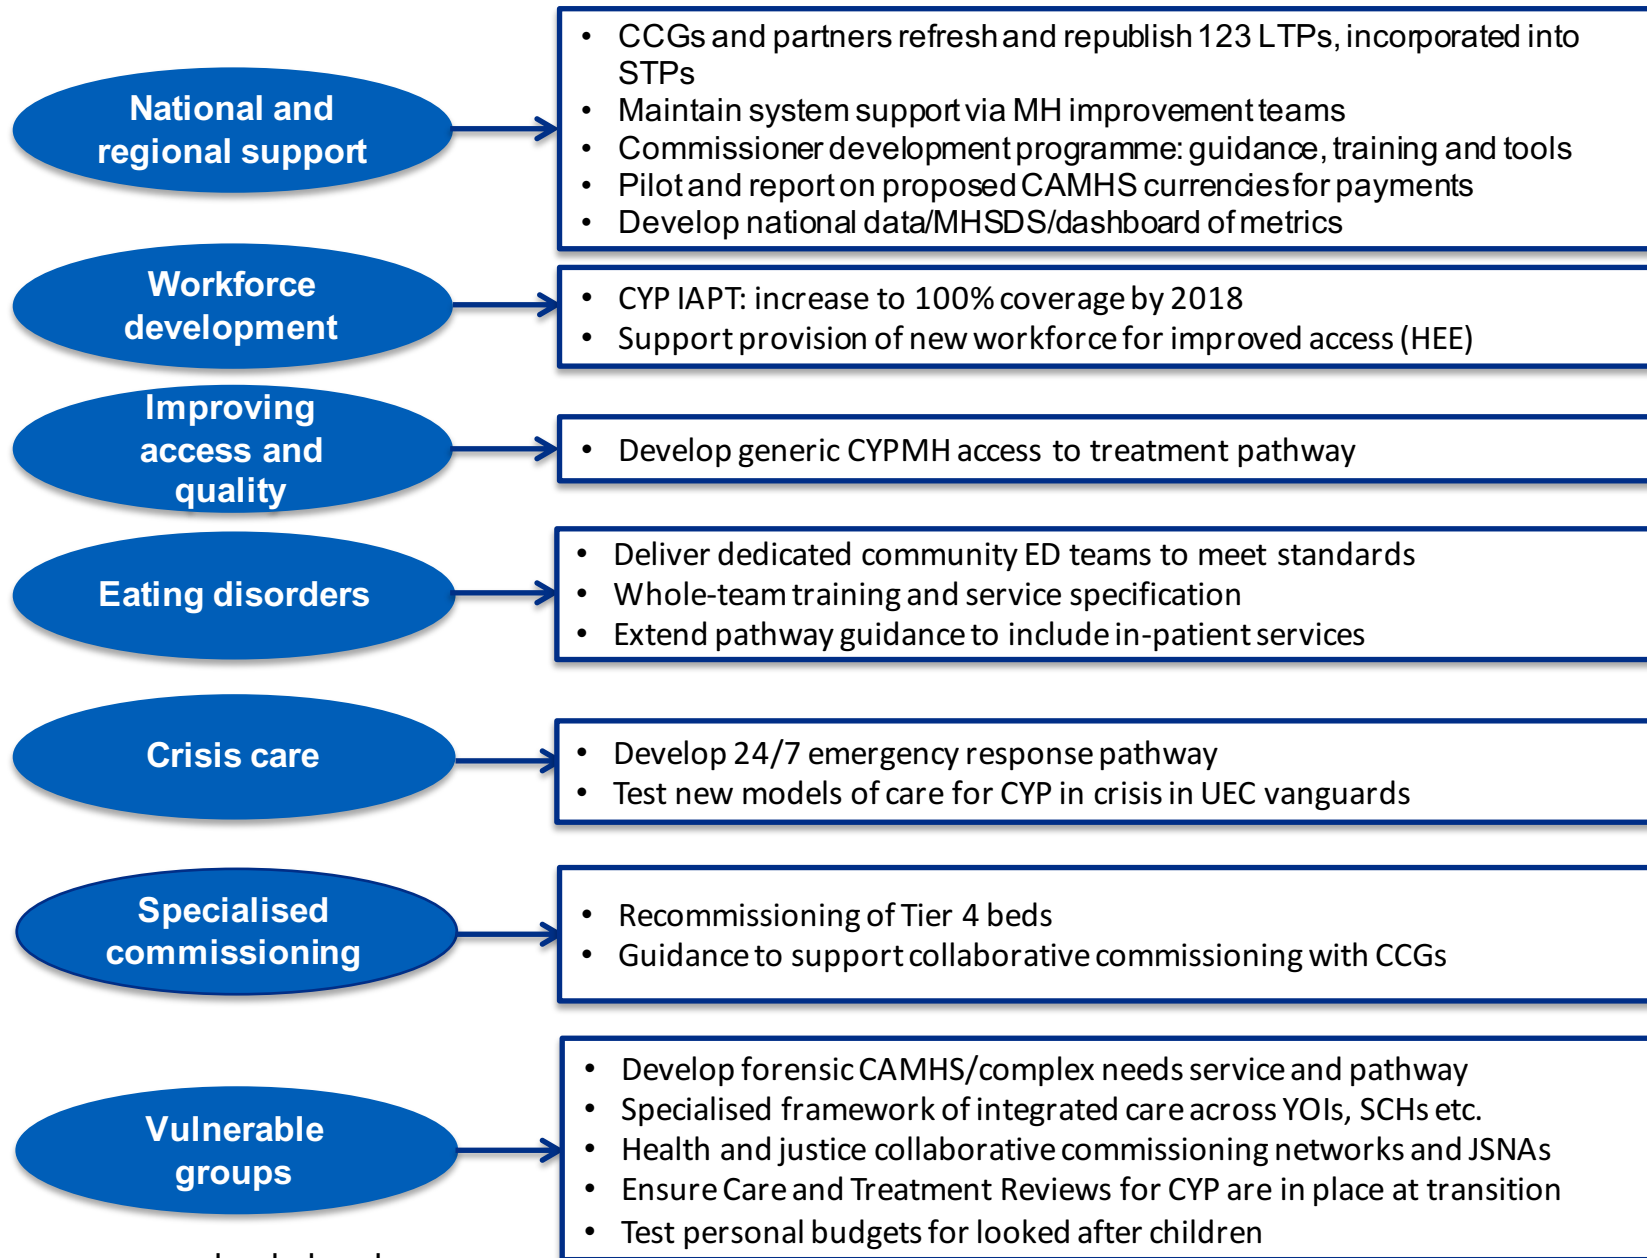 National and
regional support
• CCGs and partners refresh and republish 123 LTPs, incorporated into
STPs
• Maintain system support via MH improvement teams
• Commissioner development programme: guidance, training and tools
• Pilot and report on proposed CAMHS currencies for payments
• Develop national data/MHSDS/dashboard of metrics
Workforce
development
• CYP IAPT: increase to 100% coverage by 2018
• Support provision of new workforce for improved access (HEE)
Improving
access and
quality
• Develop generic CYPMH access to treatment pathway
Eating disorders
• Deliver dedicated community ED teams to meet standards
• Whole-team training and service specification
• Extend pathway guidance to include in-patient services
Crisis care
• Develop 24/7 emergency response pathway
• Test new models of care for CYP in crisis in UEC vanguards
Specialised
commissioning
• Recommissioning of Tier 4 beds
• Guidance to support collaborative commissioning with CCGs
Vulnerable
groups
• Develop forensic CAMHS/complex needs service and pathway
• Specialised framework of integrated care across YOIs, SCHs etc.
• Health and justice collaborative commissioning networks and JSNAs
• Ensure Care and Treatment Reviews for CYP are in place at transition
• Test personal budgets for looked after children